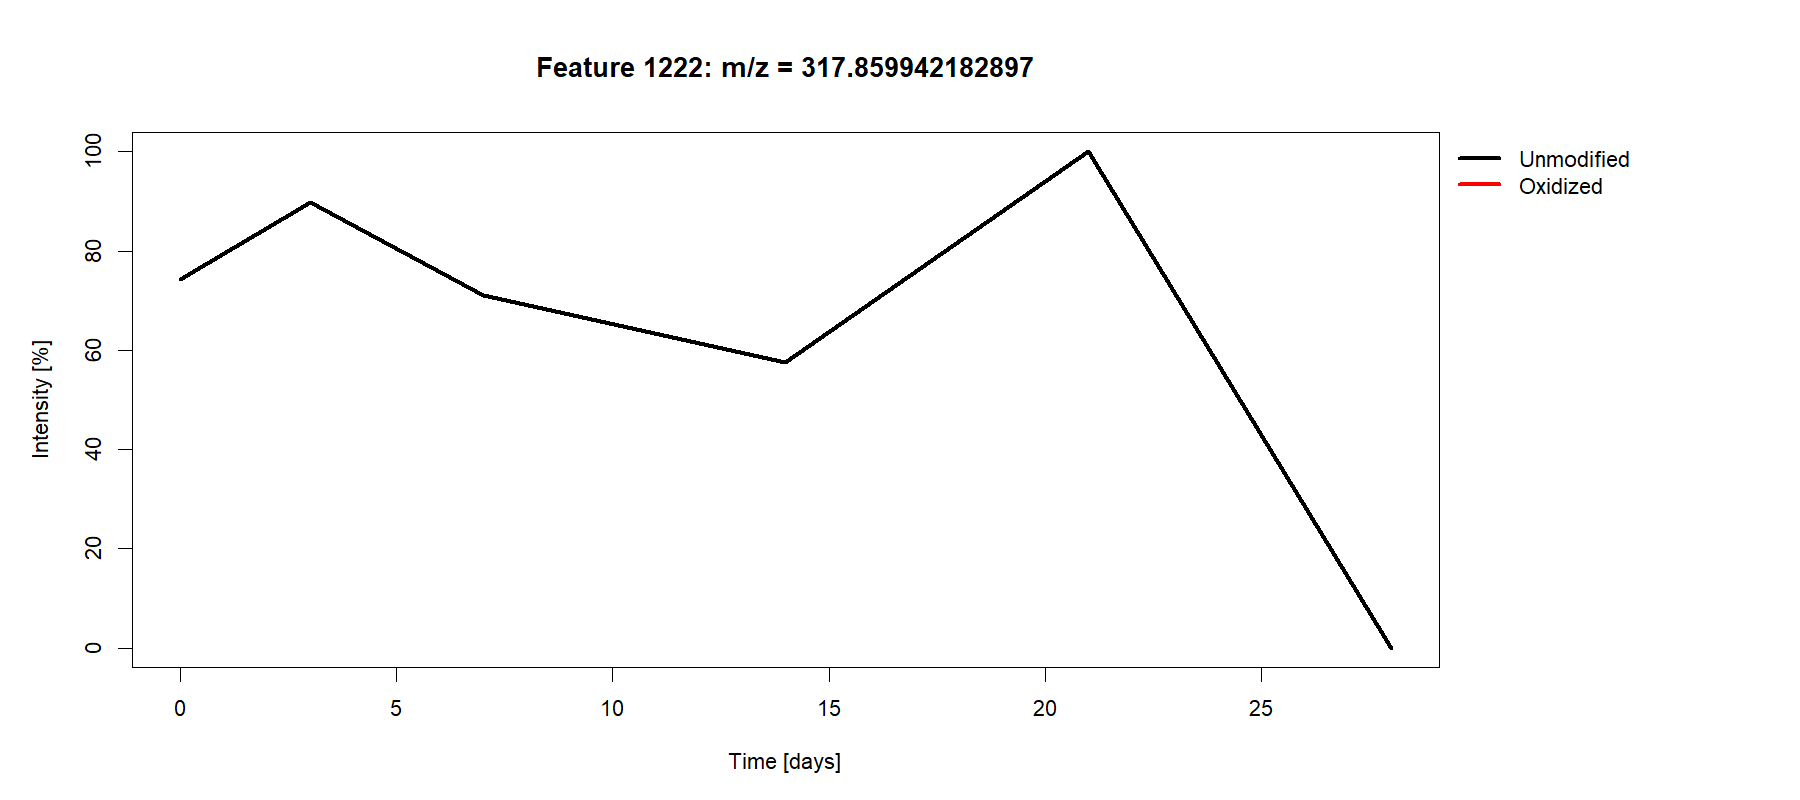 Feature 1222: m/z = 317.859942182897
Unmodified
Oxidized
Intensity [%]
100
80
60
40
20
0
0 5 10 15 20 25
Time [days]